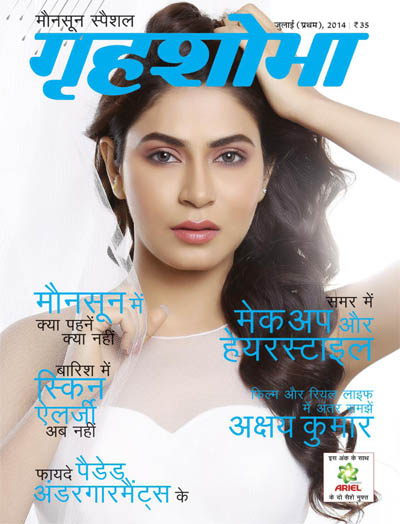 मौनसून स्पैशल
जुलाई (प्रथम), 2014 | ₹ 35
गृहशोभा
मौनसून में
क्या पहनें
क्या नहीं
बारिश में
स्किन
ऐलर्जी
अब नहीं
फायदे पैडेड
अंडरगारमैंट्स के
समर में
मेकअप और
हेयरस्टाइल
फिल्म और रियल लाइफ
में अंतर समझें
अक्षय कुमार
इस अंक के साथ
ARIEL
के दो सैशे मुफ्त